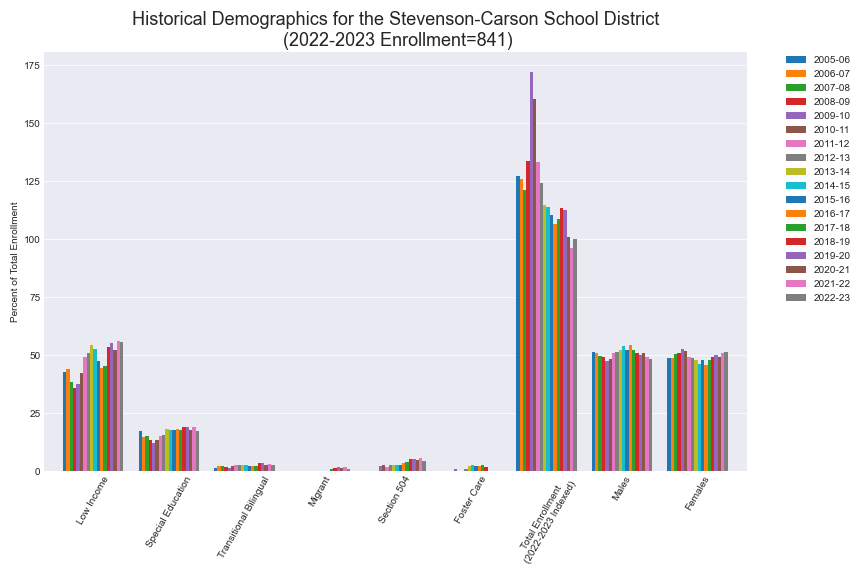 Historical Demographics for the Stevenson-Carson School District
(2022-2023 Enrollment=841)
Percent of Total Enrollment
175
150
125
100
75
50
25
0
Low Income
Special Education
Transitional Bilingual
Migrant
Section 504
Foster Care
Total Enrollment
(2022-2023 Indexed)
Males
Females
2005-06
2006-07
2007-08
2008-09
2009-10
2010-11
2011-12
2012-13
2013-14
2014-15
2015-16
2016-17
2017-18
2018-19
2019-20
2020-21
2021-22
2022-23